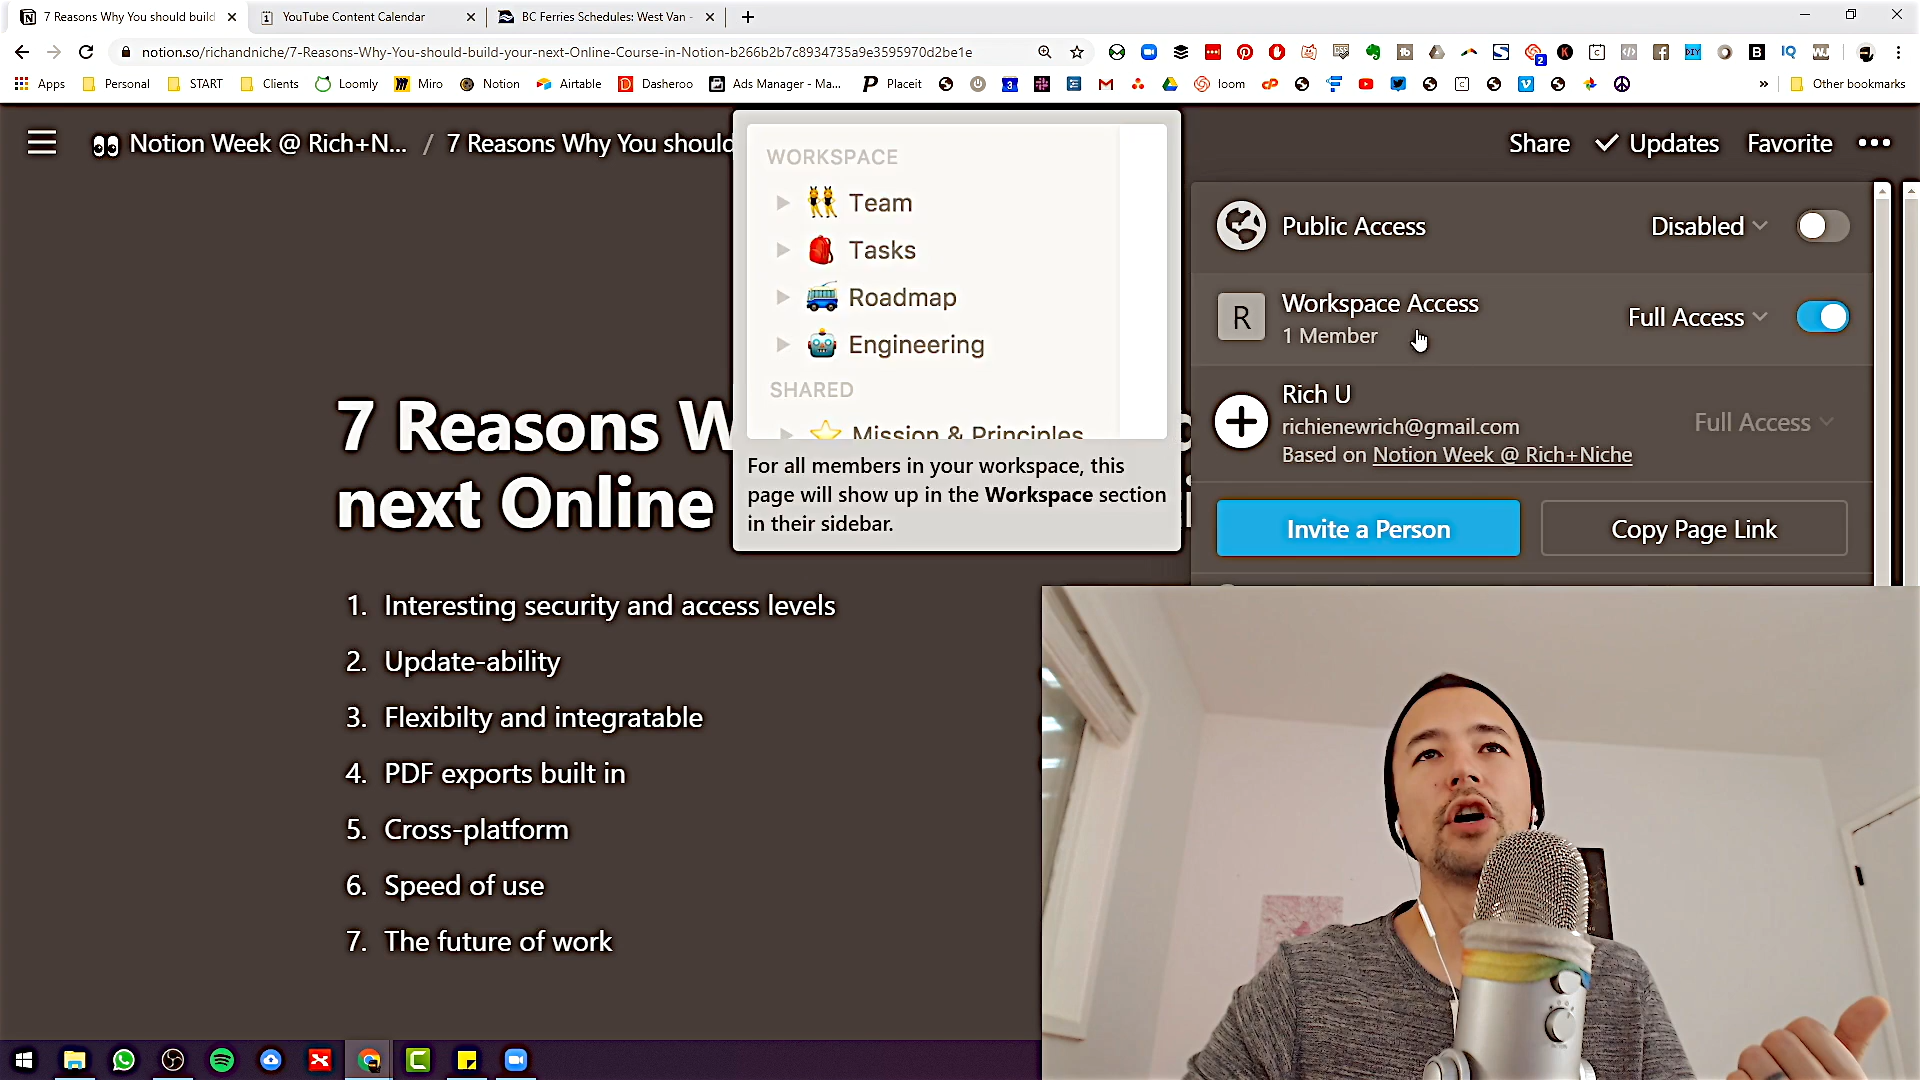 7 Reasons Why You should build
YouTube Content Calendar
BC Ferries Schedules: West Van -
notion.so/richandniche/7-Reasons-Why-You-should-build-your-next-Online-Course-in-Notion-b266b2b7c8934735a9e3595970d2be1e
Apps
Personal
START
Clients
Loomly
Miro
Notion
Airtable
Dasheroo
Ads Manager - Ma...
Placeit
loom
Other bookmarks
Notion Week @ Rich+N... / 7 Reasons Why You should
Share
Updates
Favorite
WORKSPACE
Team
Tasks
Roadmap
Engineering
SHARED
Mission & Principles
For all members in your workspace, this
page will show up in the Workspace section
in their sidebar.
Public Access
Disabled
R
Workspace Access
1 Member
Full Access
Rich U
richienewrich@gmail.com
Based on Notion Week @ Rich+Niche
Full Access
Invite a Person
Copy Page Link
7 Reasons W
next Online
1. Interesting security and access levels
2. Update-ability
3. Flexibilty and integratable
4. PDF exports built in
5. Cross-platform
6. Speed of use
7. The future of work